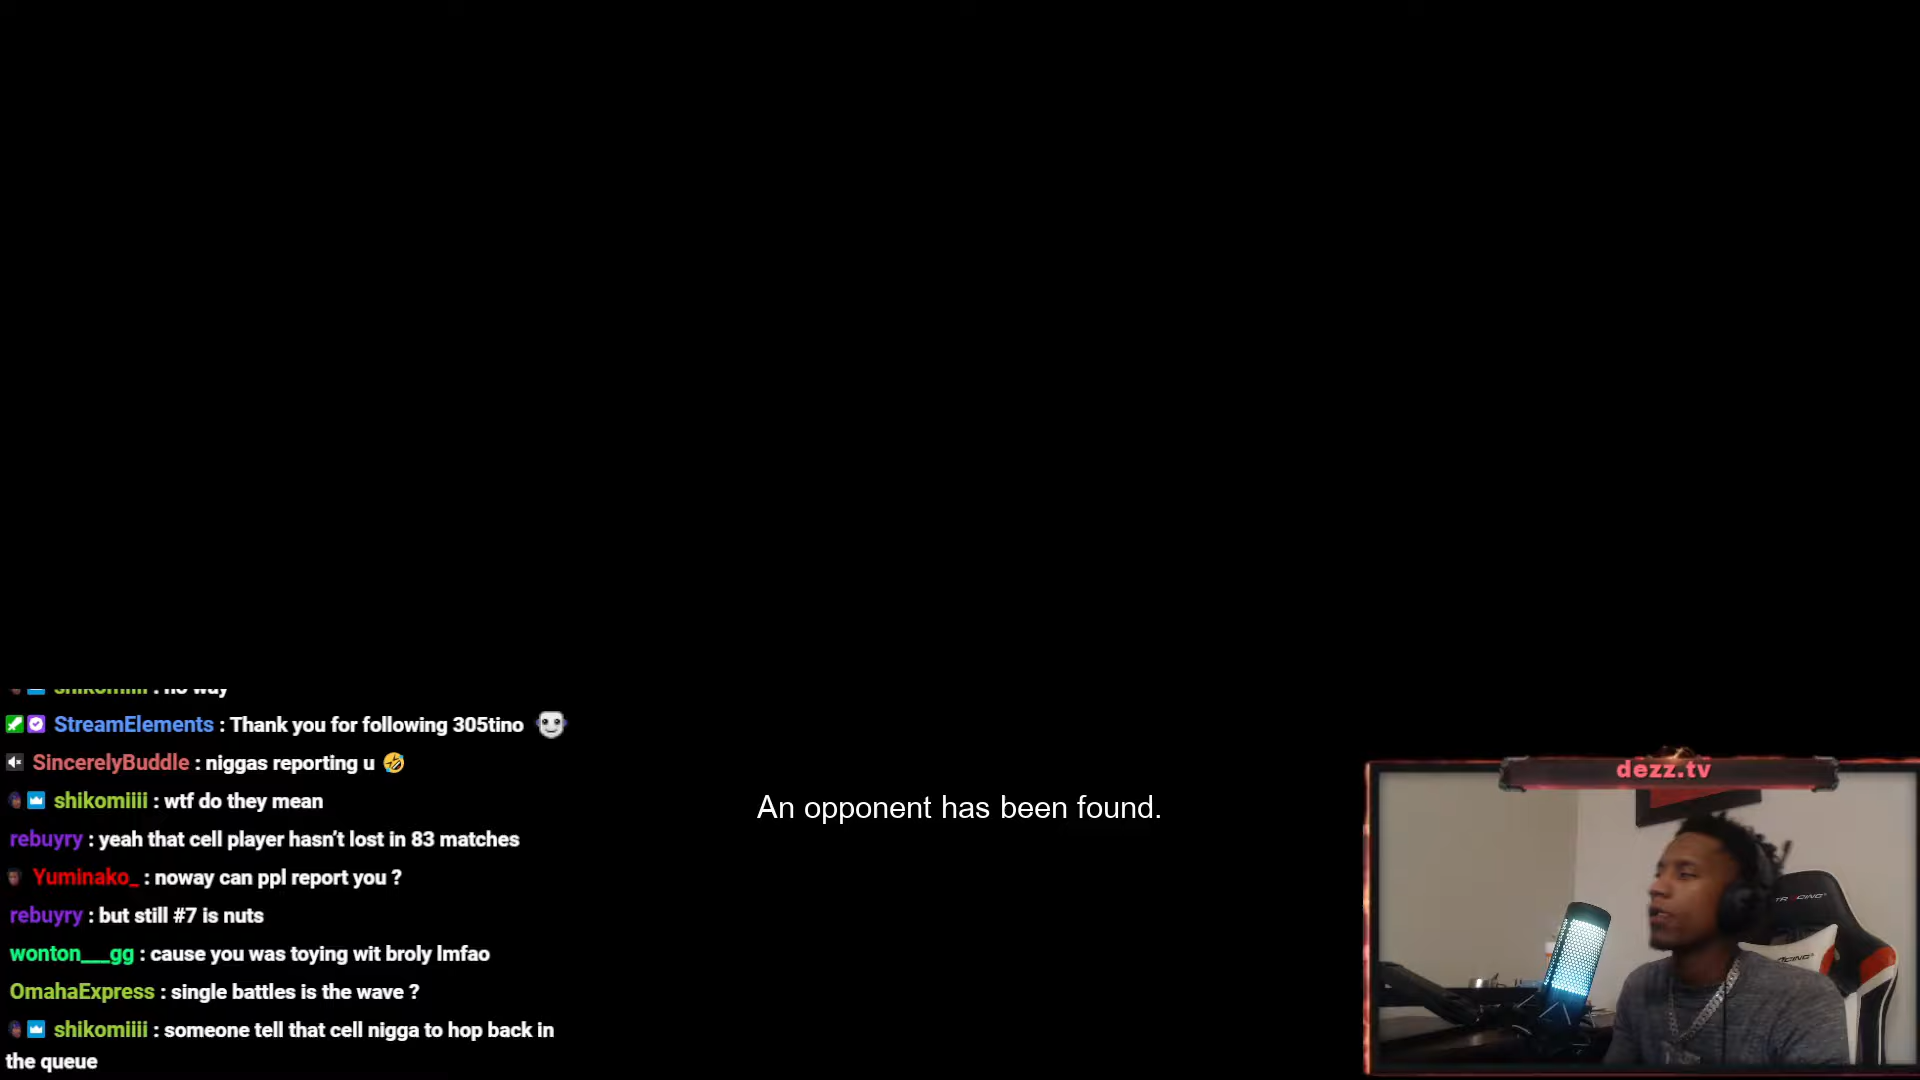 shikomiiii : no way
StreamElements : Thank you for following 305tino
SincerelyBuddle : niggas reporting u 🤣
shikomiiii : wtf do they mean
rebuyry : yeah that cell player hasn’t lost in 83 matches
Yuminako_ : noway can ppl report you ?
rebuyry : but still #7 is nuts
wonton___gg : cause you was toying wit broly lmfao
OmahaExpress : single battles is the wave ?
shikomiiii : someone tell that cell nigga to hop back in
the queue
An opponent has been found.
dezz.tv